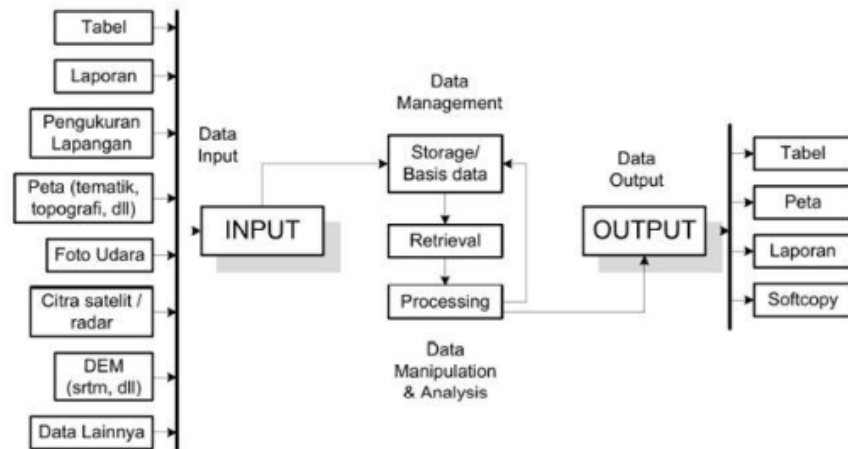 Tabel
Laporan
Pengukuran
Lapangan
Peta (tematik,
topografi, dll)
Foto Udara
Citra satelit /
radar
DEM
(srtm, dll)
Data Lainnya
Data
Input
INPUT
Data
Management
Storage/
Basis data
Retrieval
Processing
Data
Manipulation
& Analysis
Data
Output
OUTPUT
Tabel
Peta
Laporan
Softcopy